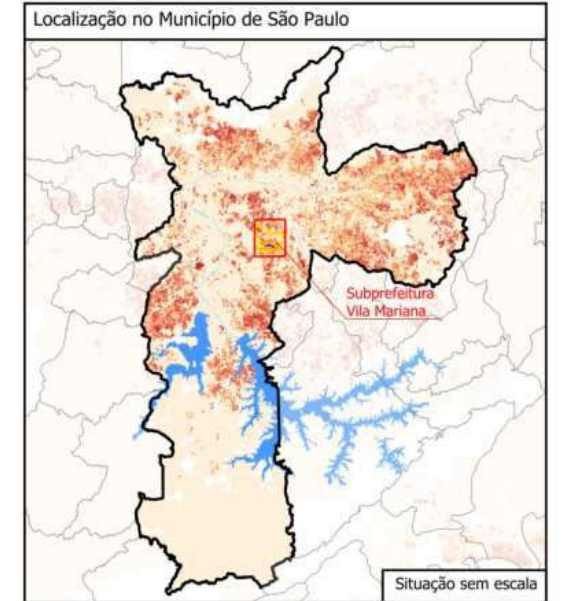 Localização no Município de São Paulo
Subprefeitura
Vila Mariana
Situação sem escala